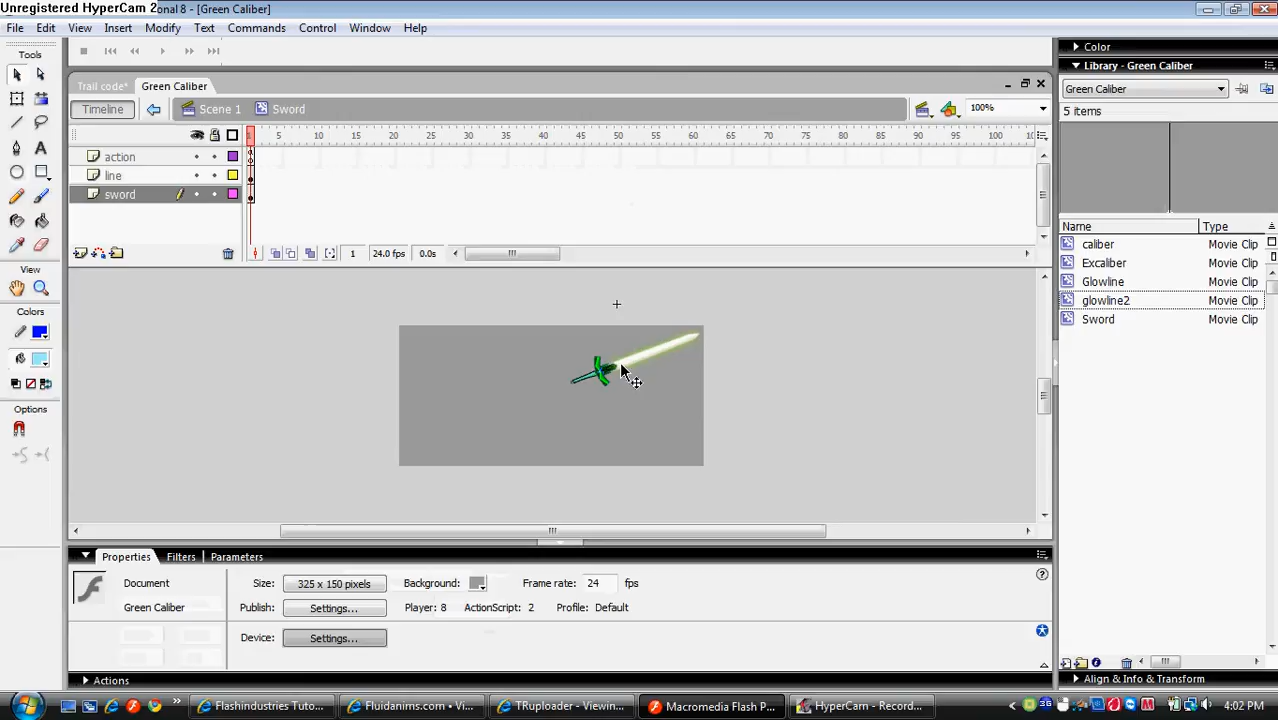 Unregistered HyperCam 2
onal 8 - [Green Caliber]
File Edit View Insert Modify Text Commands Control Window Help
Tools
Trail code* Green Caliber
Timeline Scene 1 Sword 100%
1 5 10 15 20 25 30 35 40 45 50 55 60 65 70 75 80 85 90 95 100
action
line
sword
1 24.0 fps 0.0s
View
Colors
Options
Color
Library - Green Caliber
Green Caliber
5 items
Name Type
caliber Movie Clip
Excaliber Movie Clip
Glowline Movie Clip
glowline2 Movie Clip
Sword Movie Clip
Properties Filters Parameters
Document Size: 325 x 150 pixels Background: Frame rate: 24 fps
Green Caliber Publish: Settings... Player: 8 ActionScript: 2 Profile: Default
Device: Settings...
Actions
Align & Info & Transform
Flashindustries Tuto... Fluidanims.com - Vi... TRuploader - Viewin... Macromedia Flash P... HyperCam - Record... 4:02 PM